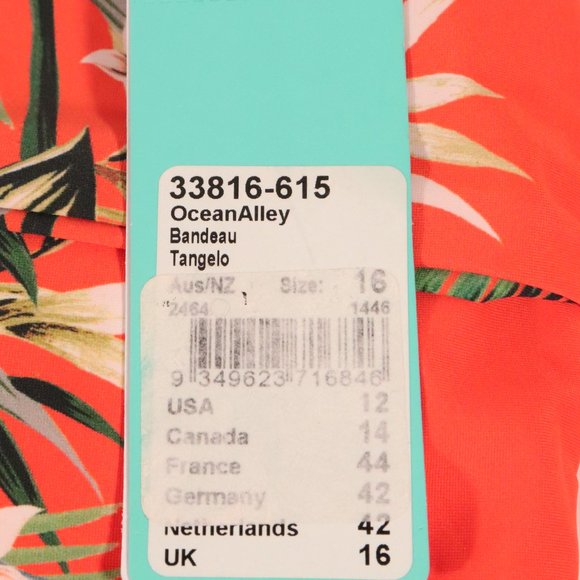 33816-615
OceanAlley
Bandeau
Tangelo
Aus/NZ Size: 16
2464 1446
9 349623 716846
USA 12
Canada 14
France 44
Germany 42
Netherlands 42
UK 16